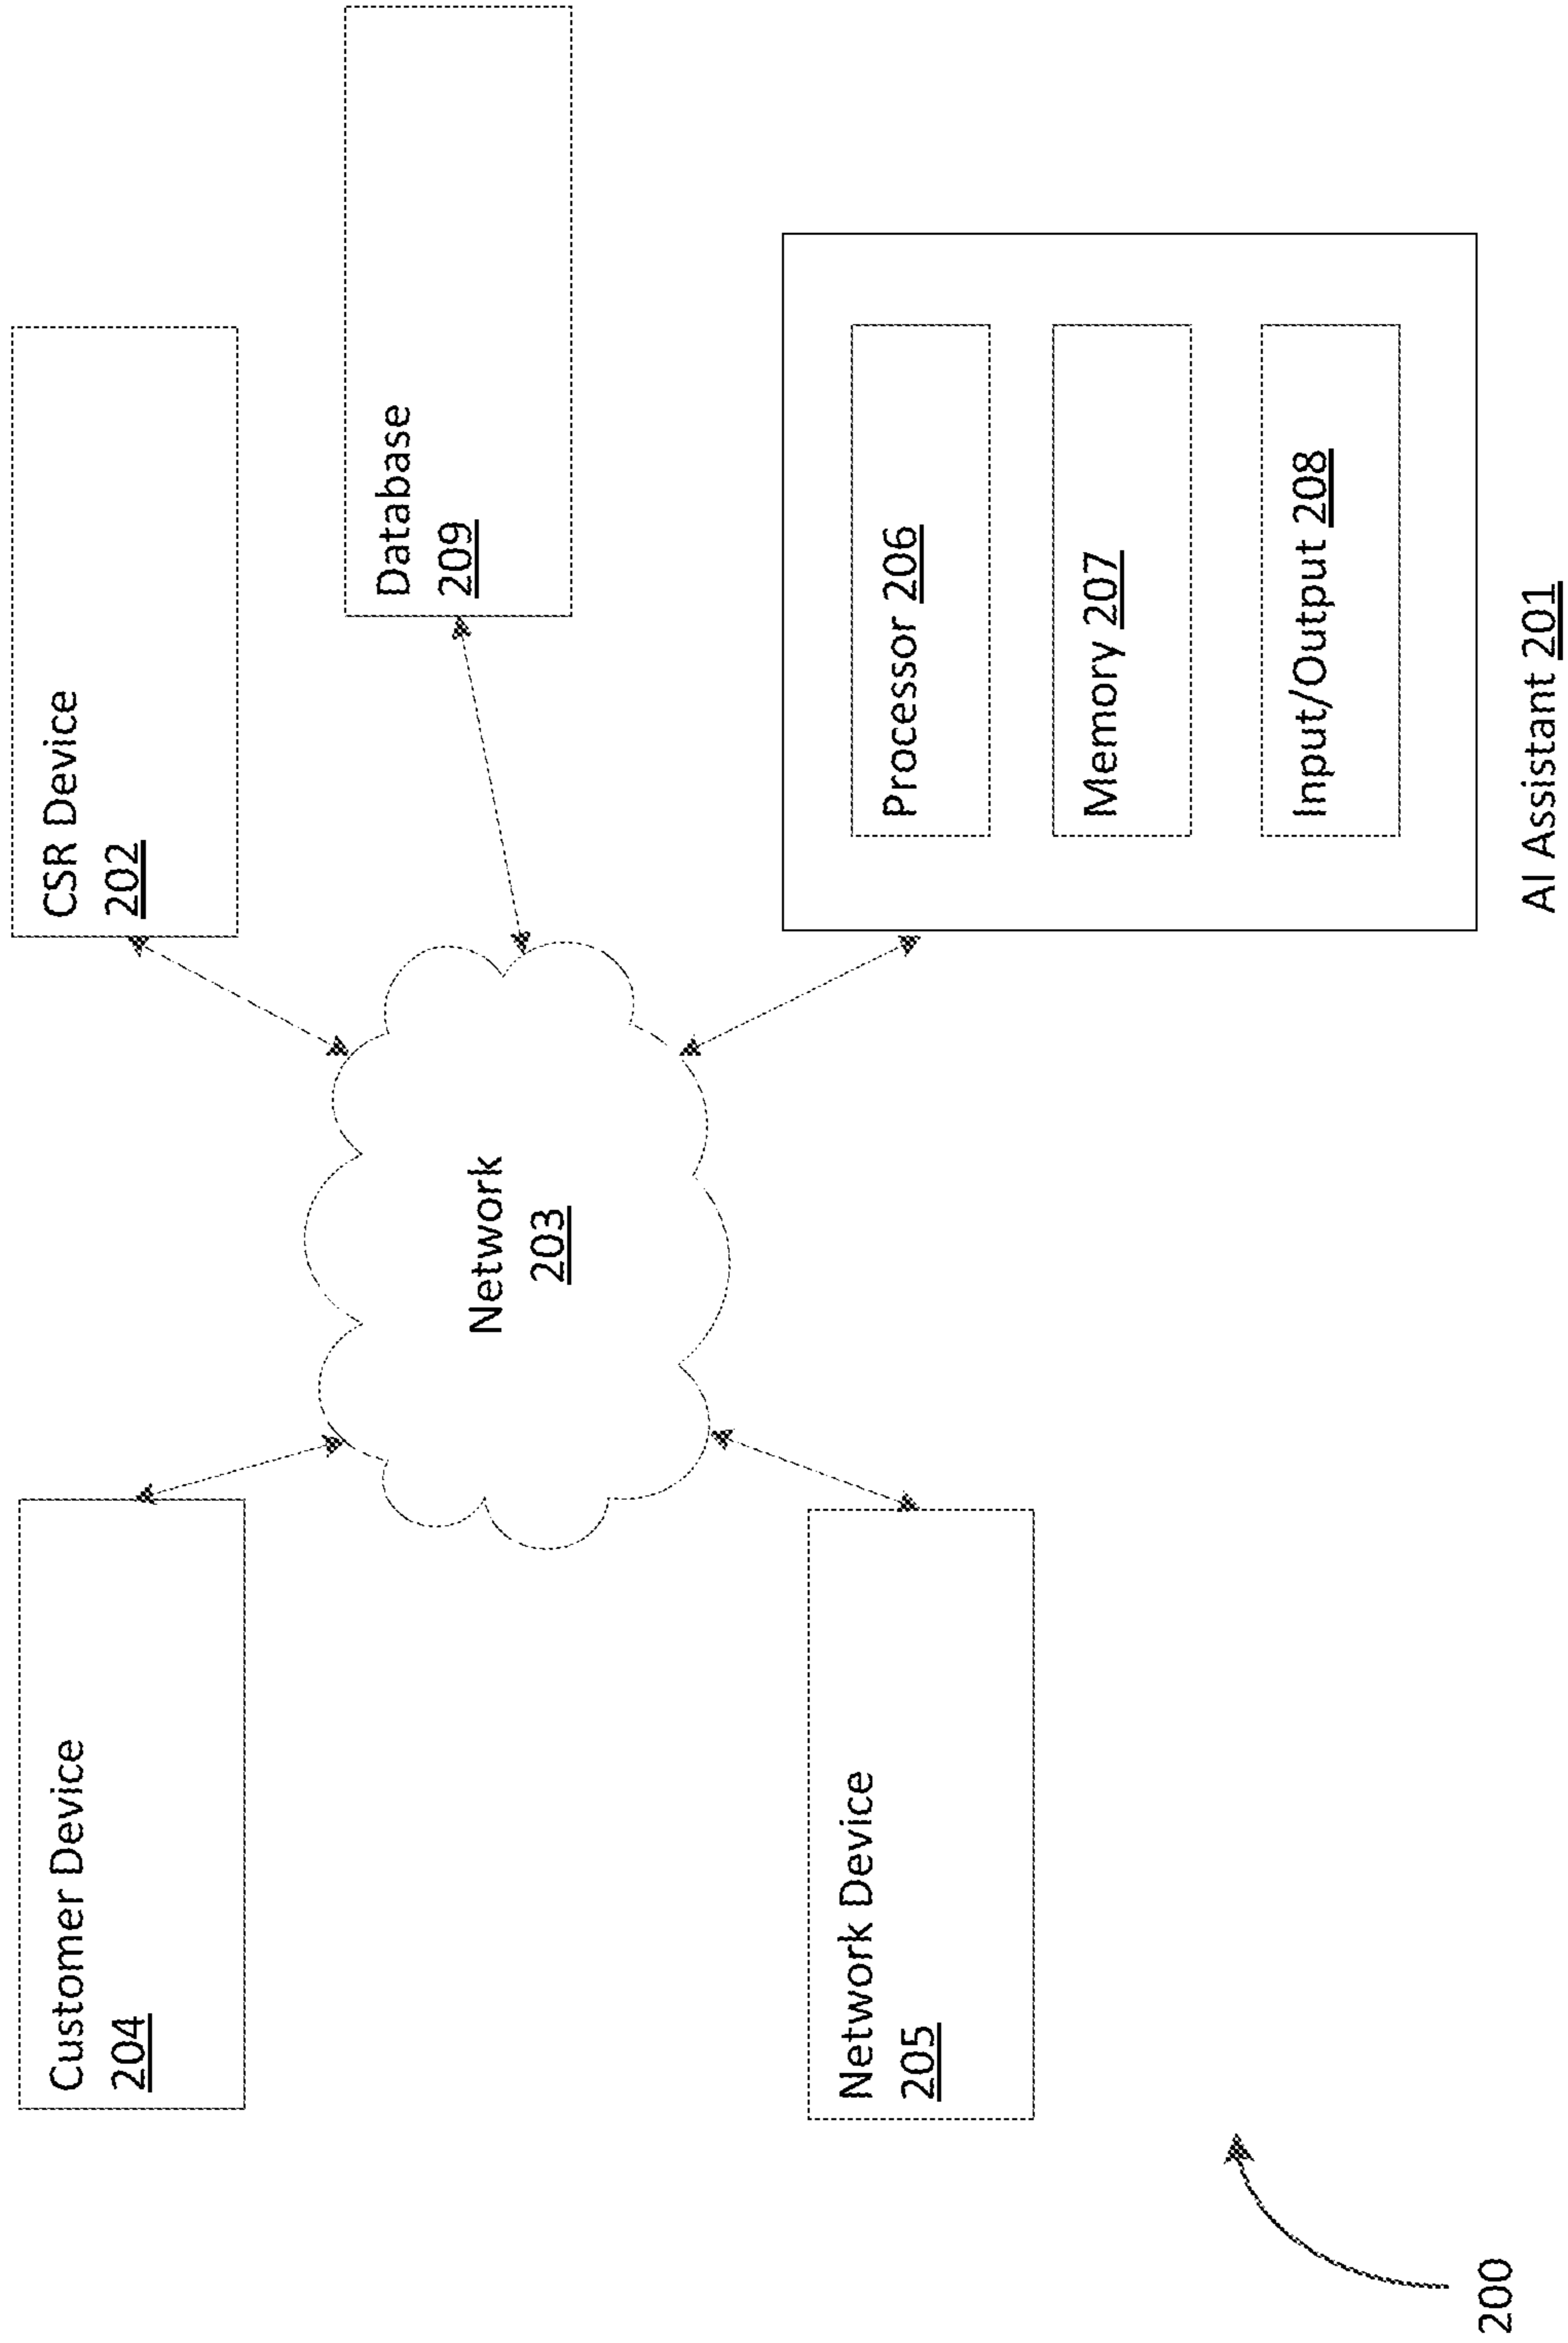 Customer Device
204
CSR Device
202
Database
209
Network
203
Network Device
205
Processor 206
Memory 207
Input/Output 208
AI Assistant 201
200